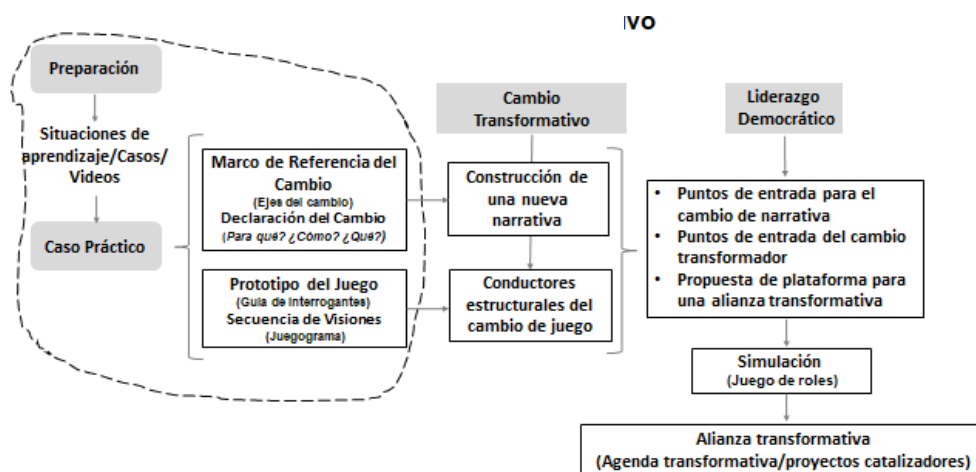 IVO
Preparación
Situaciones de
aprendizaje/Casos/
Videos
Caso Práctico
Marco de Referencia del
Cambio
(Ejes del cambio)
Declaración del Cambio
(Para qué? ¿Cómo? ¿Qué?)
Prototipo del Juego
(Guía de Interrogantes)
Secuencia de Visiones
(Juegograma)
Cambio
Transformativo
Construcción de
una nueva
narrativa
Conductores
estructurales del
cambio de juego
Liderazgo
Democrático
• Puntos de entrada para el
cambio de narrativa
• Puntos de entrada del cambio
transformador
• Propuesta de plataforma para
una alianza transformativa
Simulación
(Juego de roles)
Alianza transformativa
(Agenda transformativa/proyectos catalizadores)